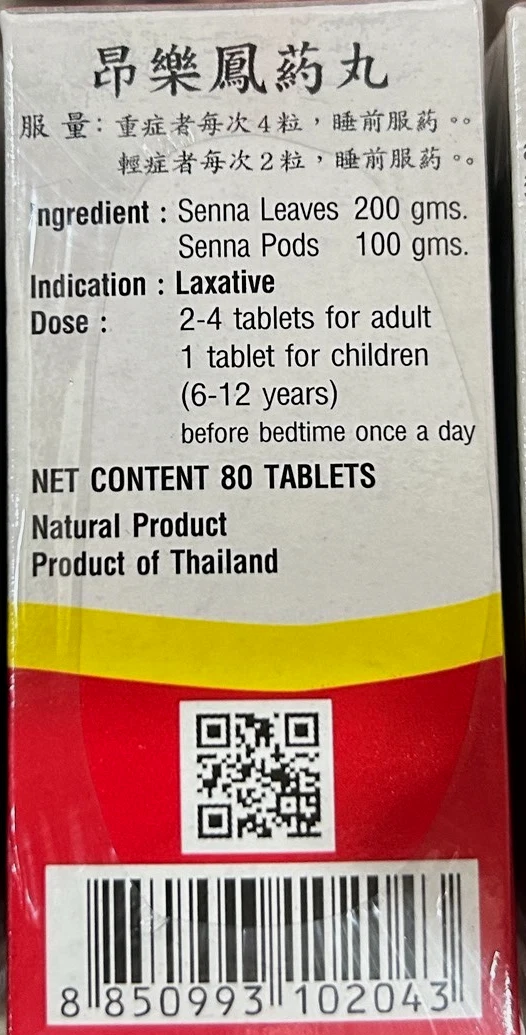 昂樂鳳葯丸
服 量：重症者每次4粒，睡前服葯。。
輕症者每次2粒，睡前服葯。。
Ingredient : Senna Leaves 200 gms.
Senna Pods 100 gms.
Indication : Laxative
Dose : 2-4 tablets for adult
1 tablet for children
(6-12 years)
before bedtime once a day
NET CONTENT 80 TABLETS
Natural Product
Product of Thailand
8 850993 102043